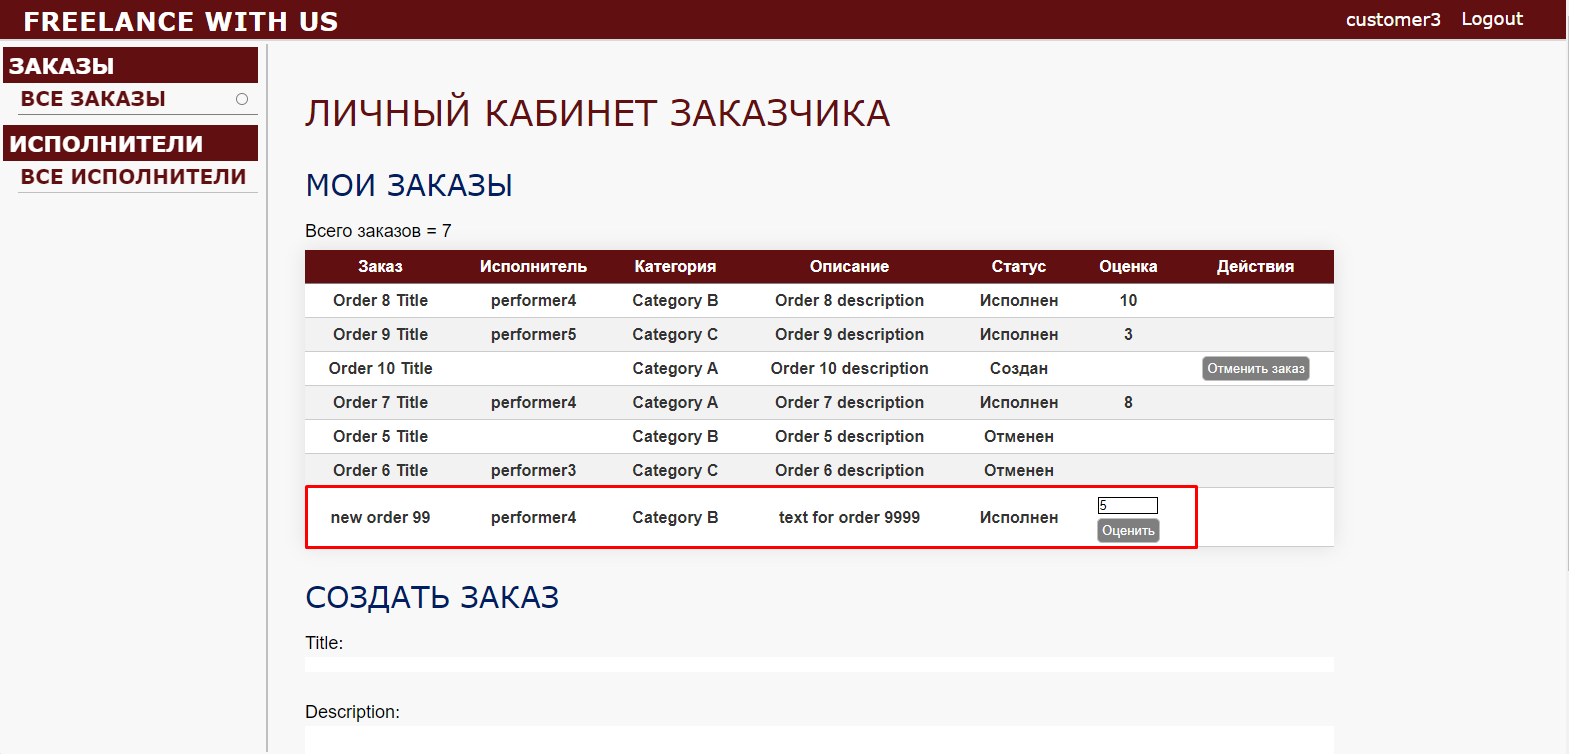 FREELANCE WITH US
customer3 Logout
ЗАКАЗЫ
ВСЕ ЗАКАЗЫ
ИСПОЛНИТЕЛИ
ВСЕ ИСПОЛНИТЕЛИ
ЛИЧНЫЙ КАБИНЕТ ЗАКАЗЧИКА
МОИ ЗАКАЗЫ
Всего заказов = 7
Заказ Исполнитель Категория Описание Статус Оценка Действия
Order 8 Title performer4 Category B Order 8 description Исполнен 10
Order 9 Title performer5 Category C Order 9 description Исполнен 3
Order 10 Title Category A Order 10 description Создан Отменить заказ
Order 7 Title performer4 Category A Order 7 description Исполнен 8
Order 5 Title Category B Order 5 description Отменен
Order 6 Title performer3 Category C Order 6 description Отменен
new order 99 performer4 Category B text for order 9999 Исполнен 5
Оценить
СОЗДАТЬ ЗАКАЗ
Title:
Description: